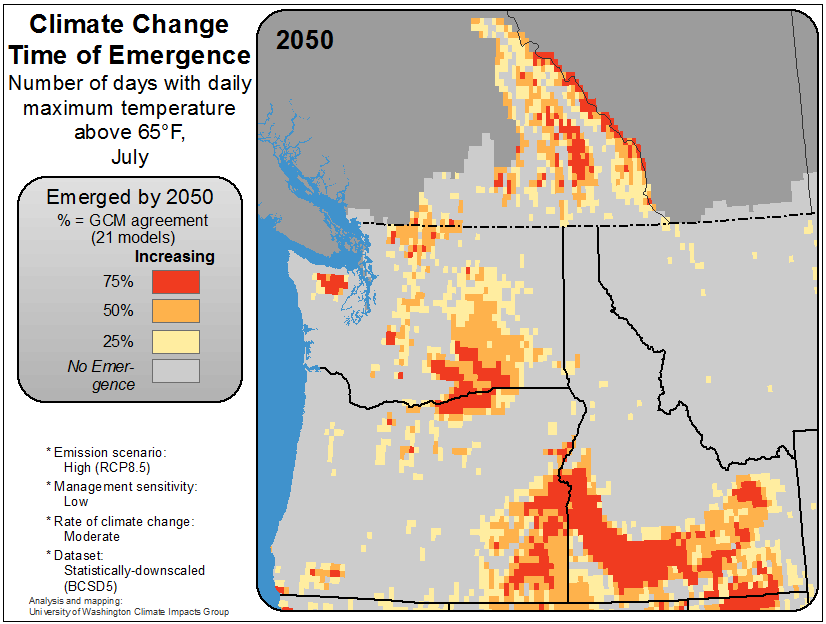 Climate Change
Time of Emergence
Number of days with daily
maximum temperature
above 65°F,
July
2050
Emerged by 2050
% = GCM agreement
(21 models)
Increasing
75%
50%
25%
No Emer-
gence
* Emission scenario:
High (RCP8.5)
* Management sensitivity:
Low
* Rate of climate change:
Moderate
* Dataset:
Statistically-downscaled
(BCSD5)
Analysis and mapping:
University of Washington Climate Impacts Group